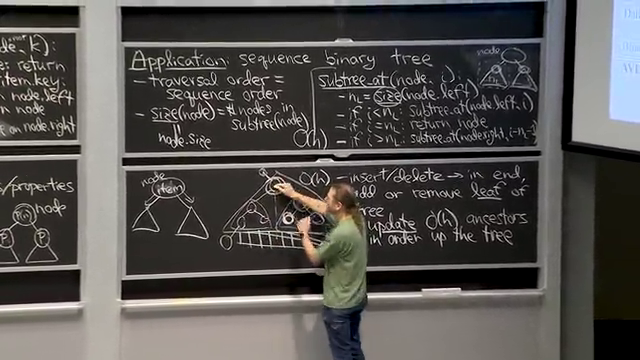 de, k):
: return
item.key:
node.left
n node
f on node.right
/properties
node
Application: sequence binary tree
- traversal order =
sequence order
- size(node) = # nodes in
subtree(node)
node.size
O(h)
subtree_at(node, i):
- nL = size(node.left)
- if i < nL: subtree_at(node.left, i)
- if i = nL: return node
- if i > nL: subtree_at(node.right, i-nL-1)
node
nL
node
item
O(h)
- insert/delete → in end,
add or remove leaf of
tree
update O(h) ancestors
in order up the tree